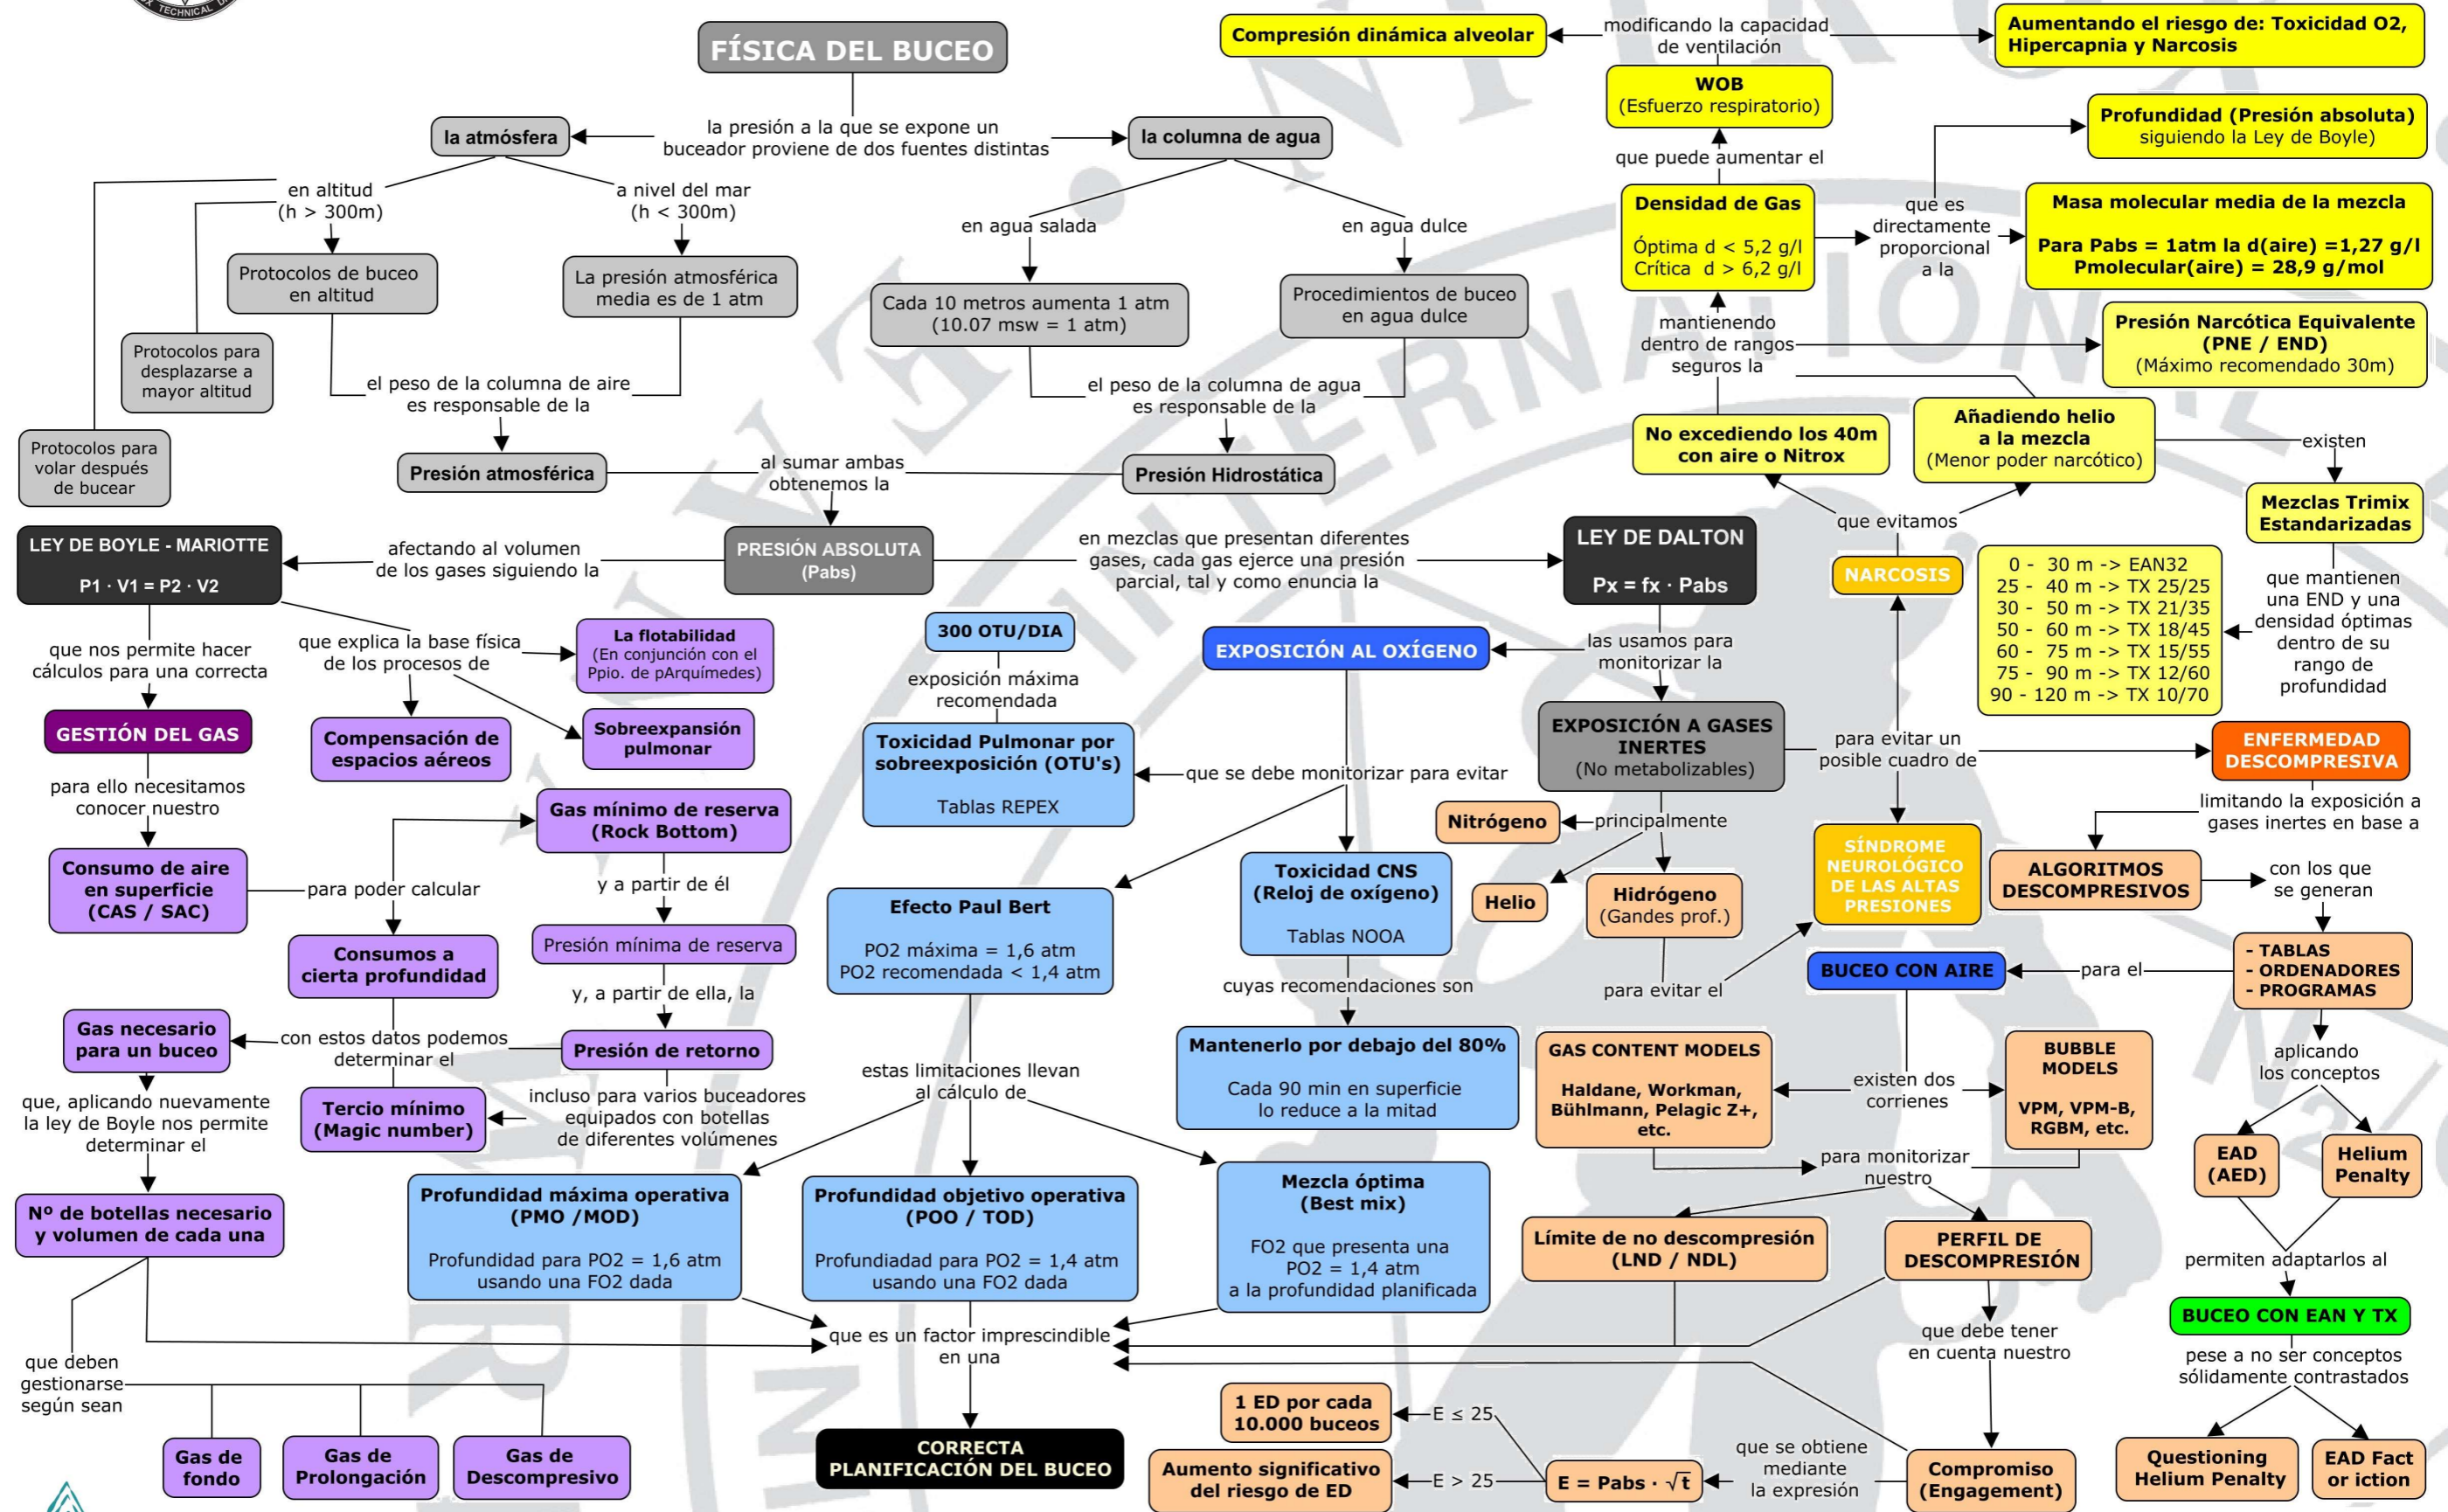 TECHNICAL
FÍSICA DEL BUCEO
Compresión dinámica alveolar
modificando la capacidad
de ventilación
Aumentando el riesgo de: Toxicidad O2,
Hipercapnia y Narcosis
WOB
(Esfuerzo respiratorio)
la atmósfera
la presión a la que se expone un
buceador proviene de dos fuentes distintas
la columna de agua
que puede aumentar el
Profundidad (Presión absoluta)
siguiendo la Ley de Boyle)
en altitud
(h > 300m)
a nivel del mar
(h < 300m)
en agua salada
en agua dulce
Densidad de Gas
Óptima d < 5,2 g/l
Crítica d > 6,2 g/l
que es
directamente
proporcional
a la
Masa molecular media de la mezcla
Para Pabs = 1atm la d(aire) =1,27 g/l
Pmolecular(aire) = 28,9 g/mol
Protocolos de buceo
en altitud
La presión atmosférica
media es de 1 atm
Cada 10 metros aumenta 1 atm
(10.07 msw = 1 atm)
Procedimientos de buceo
en agua dulce
mantenendo
dentro de rangos
seguros la
Presión Narcótica Equivalente
(PNE / END)
(Máximo recomendado 30m)
Protocolos para
desplazarse a
mayor altitud
el peso de la columna de aire
es responsable de la
el peso de la columna de agua
es responsable de la
Protocolos para
volar después
de bucear
Presión atmosférica
al sumar ambas
obtenemos la
Presión Hidrostática
No excediendo los 40m
con aire o Nitrox
Añadiendo helio
a la mezcla
(Menor poder narcótico)
existen
Mezclas Trimix
Estandarizadas
que evitamos
LEY DE BOYLE - MARIOTTE
P1 · V1 = P2 · V2
afectando al volumen
de los gases siguiendo la
PRESIÓN ABSOLUTA
(Pabs)
en mezclas que presentan diferentes
gases, cada gas ejerce una presión
parcial, tal y como enuncia la
LEY DE DALTON
Px = fx · Pabs
NARCOSIS
0 - 30 m -> EAN32
25 - 40 m -> TX 25/25
30 - 50 m -> TX 21/35
50 - 60 m -> TX 18/45
60 - 75 m -> TX 15/55
75 - 90 m -> TX 12/60
90 - 120 m -> TX 10/70
que mantienen
una END y una
densidad óptimas
dentro de su
rango de
profundidad
que nos permite hacer
cálculos para una correcta
que explica la base física
de los procesos de
La flotabilidad
(En conjunción con el
Ppio. de pArquímedes)
300 OTU/DIA
exposición máxima
recomendada
EXPOSICIÓN AL OXÍGENO
las usamos para
monitorizar la
GESTIÓN DEL GAS
Compensación de
espacios aéreos
Sobreexpansión
pulmonar
Toxicidad Pulmonar por
sobreexposición (OTU's)
Tablas REPEX
que se debe monitorizar para evitar
EXPOSICIÓN A GASES
INERTES
(No metabolizables)
para evitar un
posible cuadro de
ENFERMEDAD
DESCOMPRESIVA
para ello necesitamos
conocer nuestro
Gas mínimo de reserva
(Rock Bottom)
Nitrógeno
principalmente
limitando la exposición a
gases inertes en base a
Consumo de aire
en superficie
(CAS / SAC)
para poder calcular
y a partir de él
Efecto Paul Bert
PO2 máxima = 1,6 atm
PO2 recomendada < 1,4 atm
Toxicidad CNS
(Reloj de oxígeno)
Tablas NOOA
Helio
Hidrógeno
(Gandes prof.)
SÍNDROME
NEUROLÓGICO
DE LAS ALTAS
PRESIONES
ALGORITMOS
DESCOMPRESIVOS
con los que
se generan
Consumos a
cierta profundidad
Presión mínima de reserva
y, a partir de ella, la
cuyas recomendaciones son
para evitar el
BUCEO CON AIRE
para el
- TABLAS
- ORDENADORES
- PROGRAMAS
Gas necesario
para un buceo
con estos datos podemos
determinar el
Presión de retorno
estas limitaciones llevan
al cálculo de
Mantenerlo por debajo del 80%
Cada 90 min en superficie
lo reduce a la mitad
GAS CONTENT MODELS
Haldane, Workman,
Bühlmann, Pelagic Z+,
etc.
existen dos
corrienes
BUBBLE
MODELS
VPM, VPM-B,
RGBM, etc.
aplicando
los conceptos
que, aplicando nuevamente
la ley de Boyle nos permite
determinar el
Tercio mínimo
(Magic number)
incluso para varios buceadores
equipados con botellas
de diferentes volúmenes
EAD
(AED)
Helium
Penalty
para monitorizar
nuestro
Nº de botellas necesario
y volumen de cada una
Profundidad máxima operativa
(PMO /MOD)
Profundidad para PO2 = 1,6 atm
usando una FO2 dada
Profundidad objetivo operativa
(POO / TOD)
Profundiadad para PO2 = 1,4 atm
usando una FO2 dada
Mezcla óptima
(Best mix)
FO2 que presenta una
PO2 = 1,4 atm
a la profundidad planificada
Límite de no descompresión
(LND / NDL)
PERFIL DE
DESCOMPRESIÓN
permiten adaptarlos al
BUCEO CON EAN Y TX
que es un factor imprescindible
en una
que debe tener
en cuenta nuestro
pese a no ser conceptos
sólidamente contrastados
que deben
gestionarse
según sean
Gas de
fondo
Gas de
Prolongación
Gas de
Descompresivo
CORRECTA
PLANIFICACIÓN DEL BUCEO
1 ED por cada
10.000 buceos
E ≤ 25
Aumento significativo
del riesgo de ED
E > 25
E = Pabs · √t
que se obtiene
mediante
la expresión
Compromiso
(Engagement)
Questioning
Helium Penalty
EAD Fact
or iction